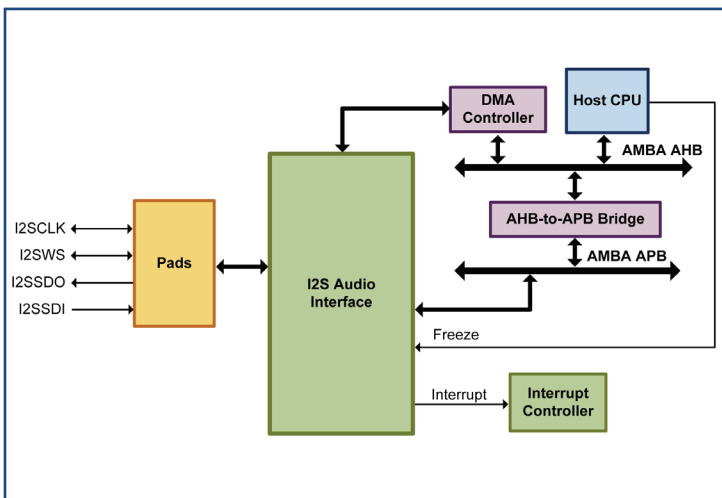 DMA
Controller
Host CPU
AMBA AHB
AHB-to-APB Bridge
AMBA APB
I2SCLK
I2SWS
I2SSDO
I2SSDI
Pads
I2S Audio
Interface
Freeze
Interrupt
Interrupt
Controller